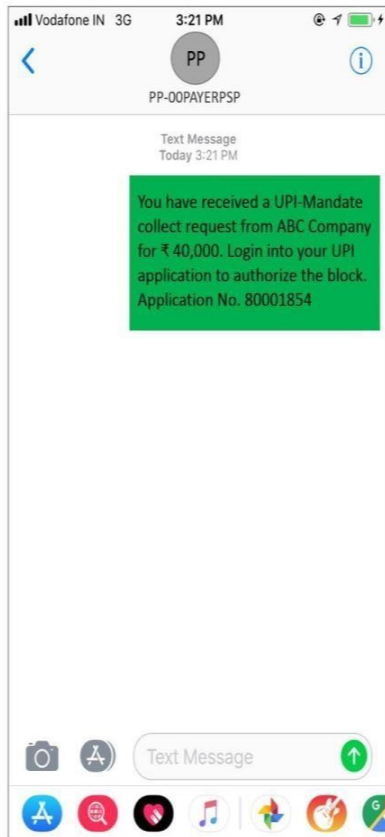 Vodafone IN 3G 3:21 PM
PP
PP-00PAYERPSP
Text Message
Today 3:21 PM
You have received a UPI-Mandate
collect request from ABC Company
for ₹ 40,000. Login into your UPI
application to authorize the block.
Application No. 80001854
Text Message
G